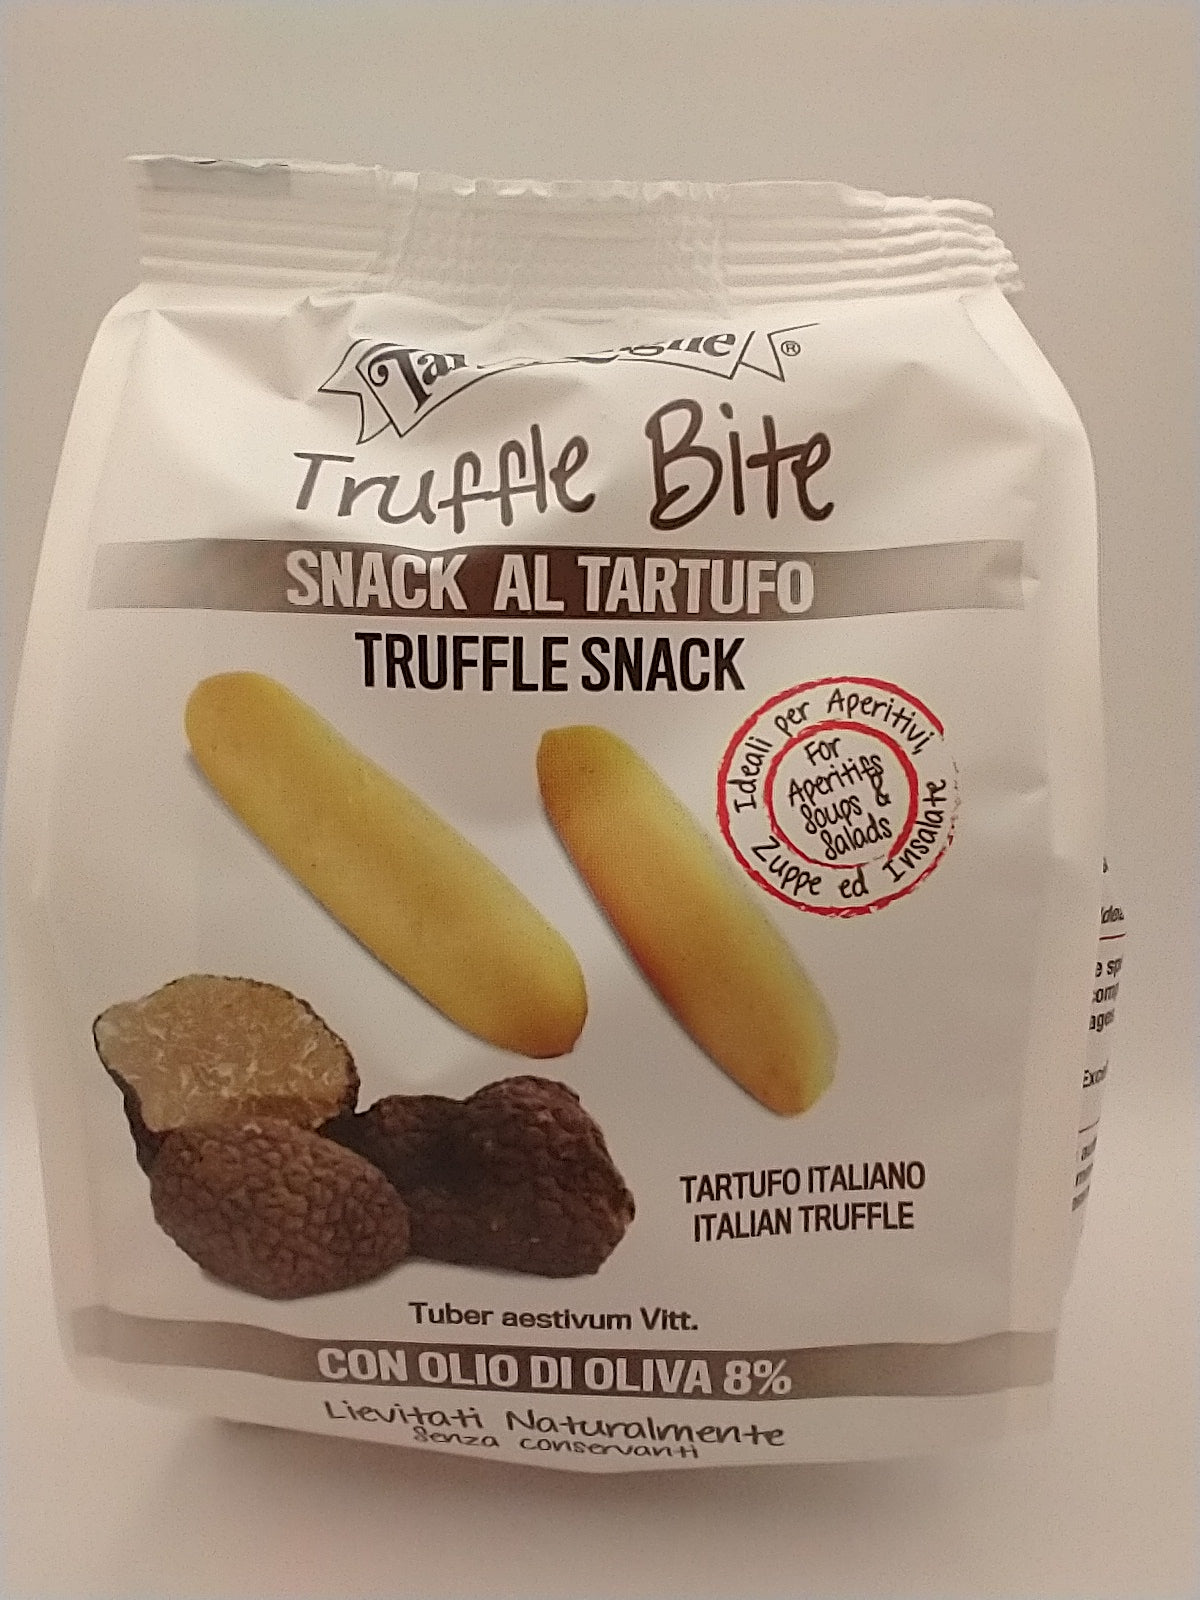 ®
Truffle Bite
SNACK AL TARTUFO
TRUFFLE SNACK
Ideali per Aperitivi,
Zuppe ed Insalate
For
Aperitifs
Soups &
Salads
TARTUFO ITALIANO
ITALIAN TRUFFLE
Tuber aestivum Vitt.
CON OLIO DI OLIVA 8%
Lievitati Naturalmente
Senza conservanti